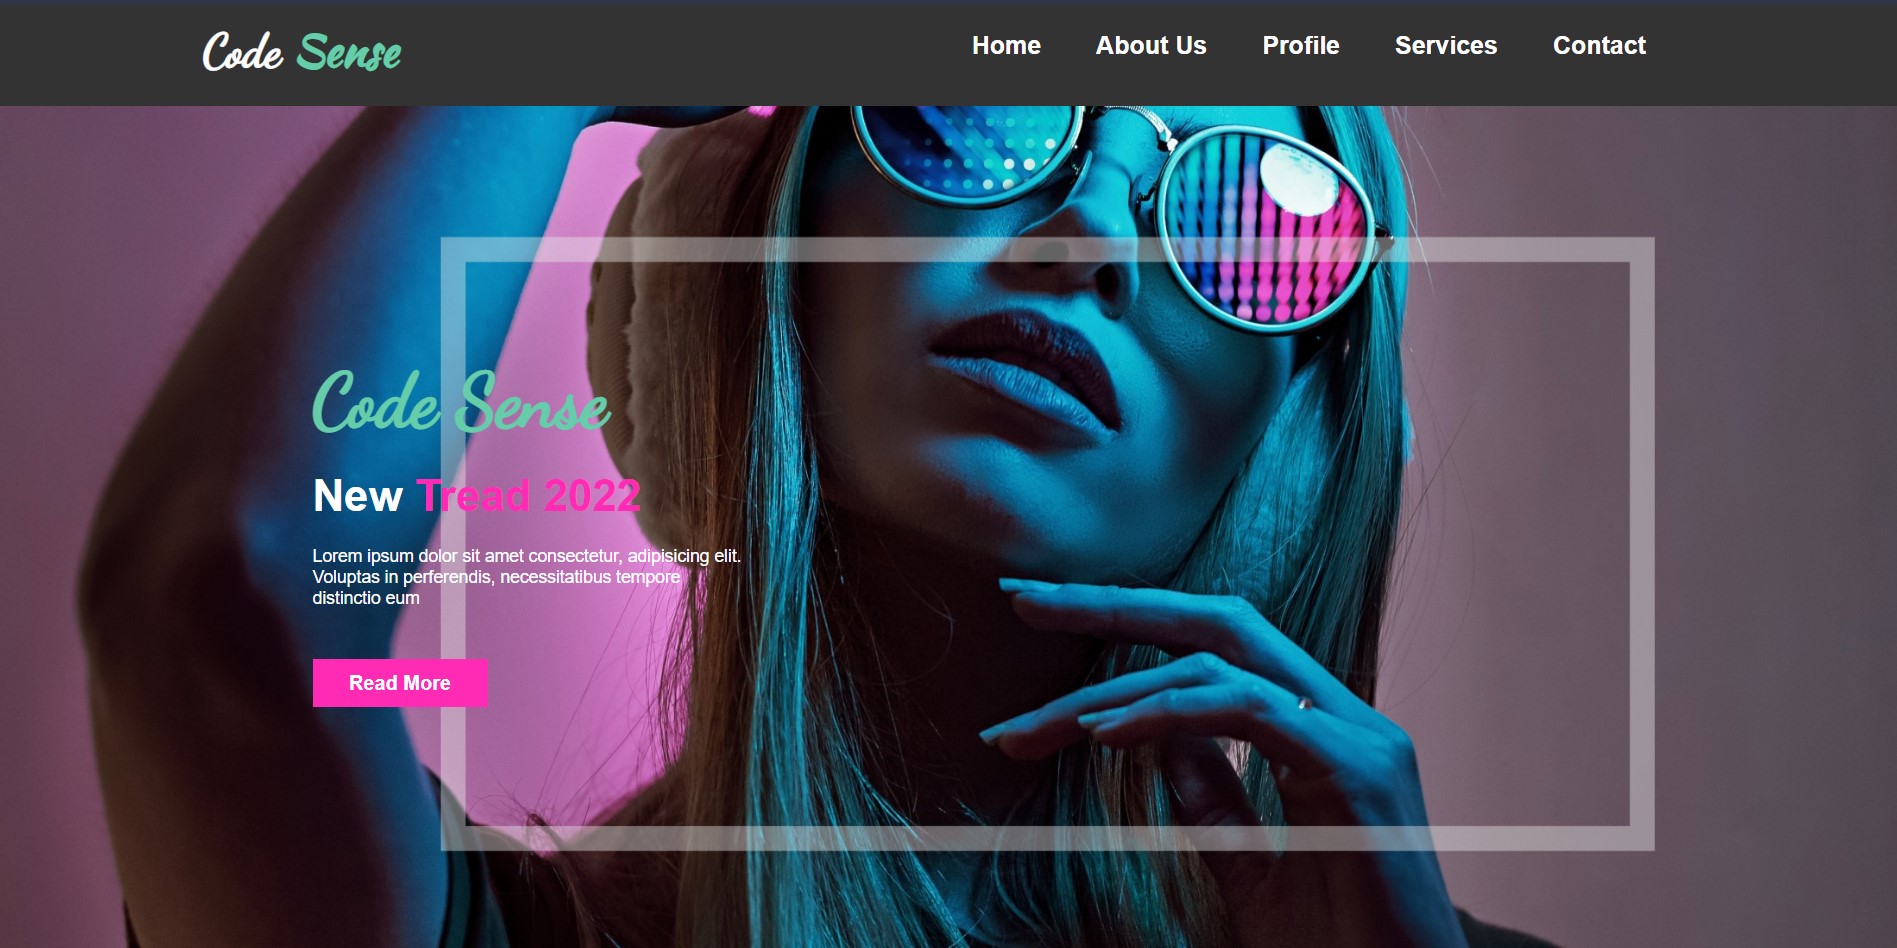 Code Sense
Home About Us Profile Services Contact
Code Sense
New Tread 2022
Lorem ipsum dolor sit amet consectetur, adipisicing elit.
Voluptas in perferendis, necessitatibus tempore
distinctio eum
Read More